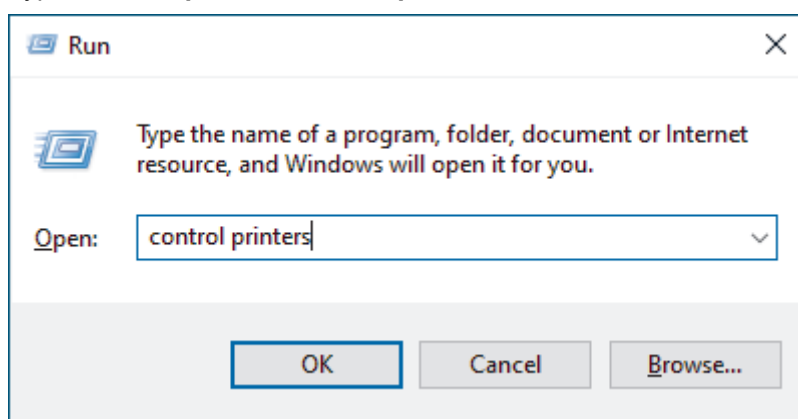 Run
Type the name of a program, folder, document or Internet
resource, and Windows will open it for you.
Open: control printers
OK Cancel Browse...